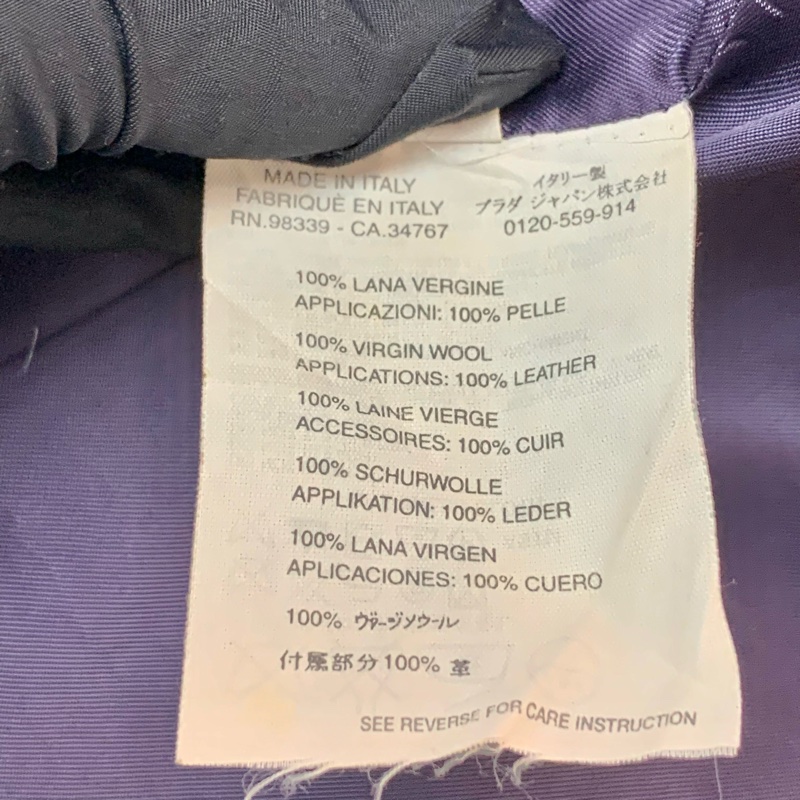 MADE IN ITALY
FABRIQUÈ EN ITALY
RN.98339 - CA.34767
イタリー製
プラダ ジャパン株式会社
0120-559-914
100% LANA VERGINE
APPLICAZIONI: 100% PELLE
100% VIRGIN WOOL
APPLICATIONS: 100% LEATHER
100% LAINE VIERGE
ACCESSOIRES: 100% CUIR
100% SCHURWOLLE
APPLIKATION: 100% LEDER
100% LANA VIRGEN
APLICACIONES: 100% CUERO
100% ヴァージンウール
付属部分100% 革
SEE REVERSE FOR CARE INSTRUCTION